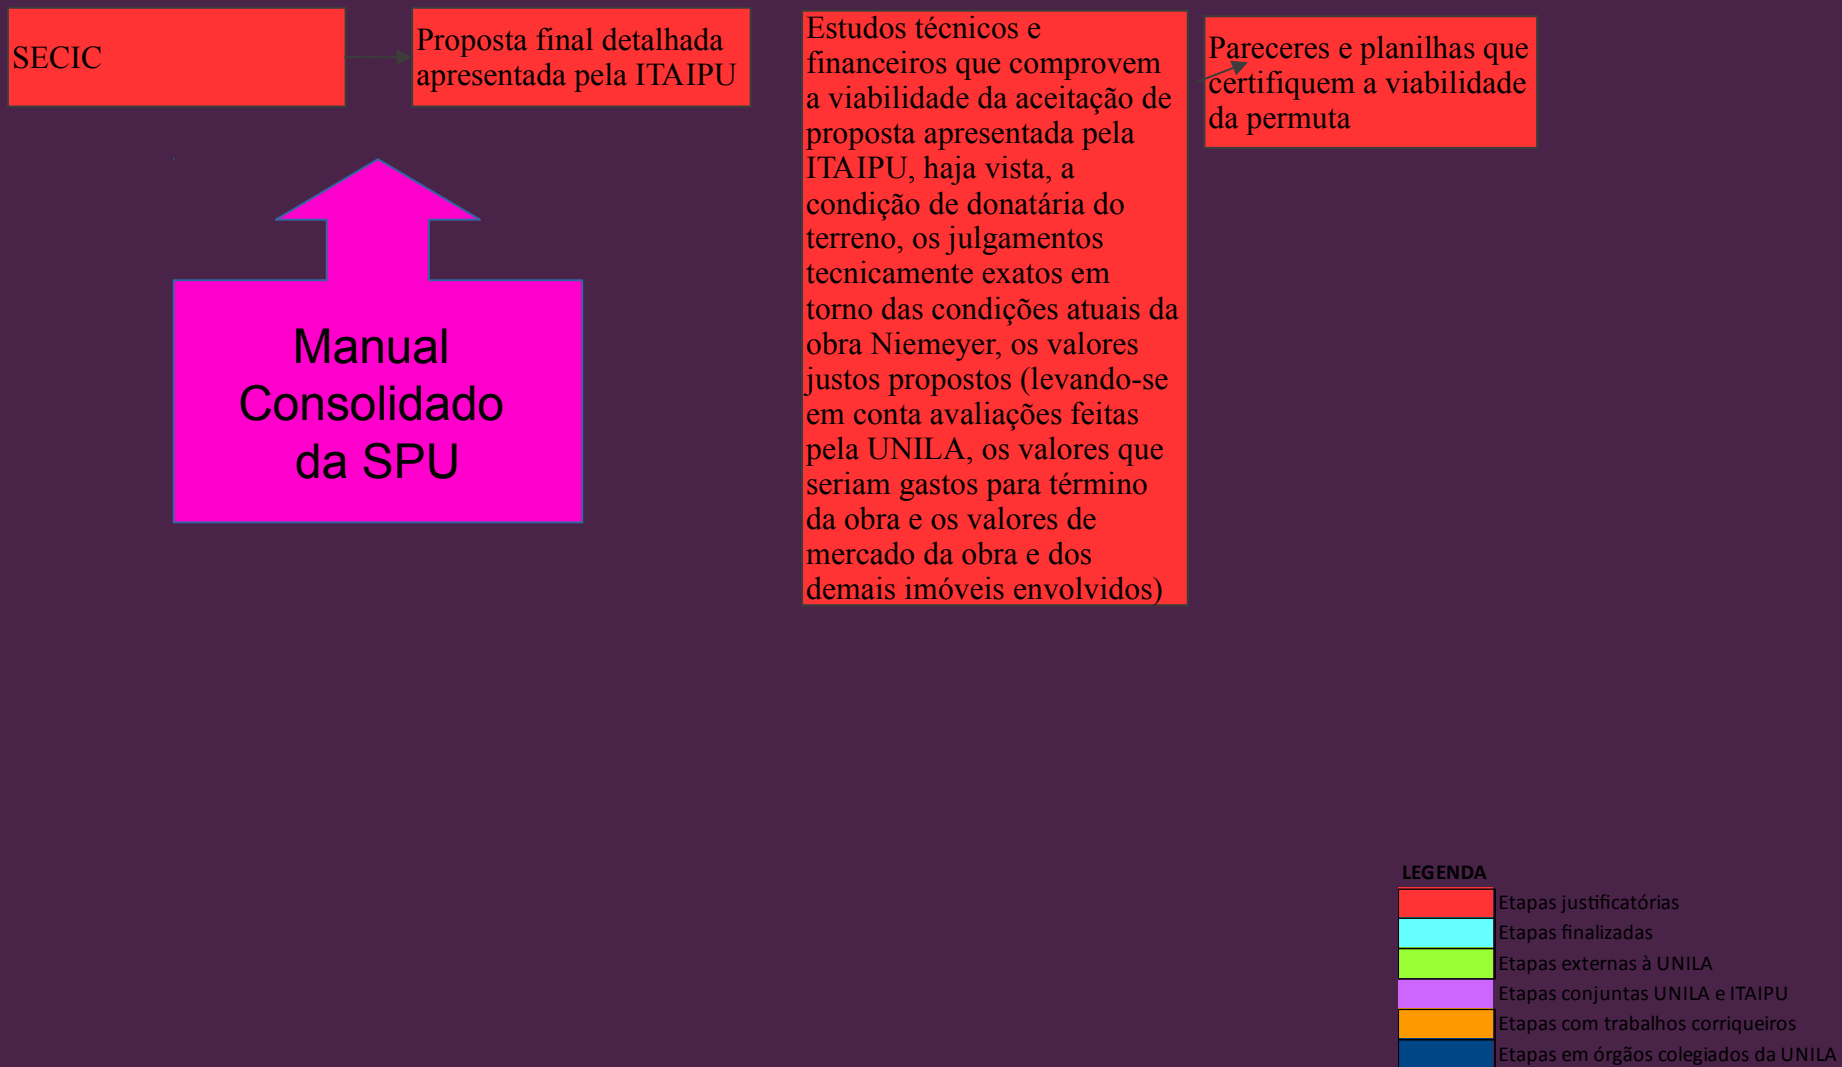 SECIC
Proposta final detalhada
apresentada pela ITAIPU
Estudos técnicos e
financeiros que comprovem
a viabilidade da aceitação de
proposta apresentada pela
ITAIPU, haja vista, a
condição de donatária do
terreno, os julgamentos
tecnicamente exatos em
torno das condições atuais da
obra Niemeyer, os valores
justos propostos (levando-se
em conta avaliações feitas
pela UNILA, os valores que
seriam gastos para término
da obra e os valores de
mercado da obra e dos
demais imóveis envolvidos)
Pareceres e planilhas que
certifiquem a viabilidade
da permuta
Manual
Consolidado
da SPU
LEGENDA
Etapas justificatórias
Etapas finalizadas
Etapas externas à UNILA
Etapas conjuntas UNILA e ITAIPU
Etapas com trabalhos corriqueiros
Etapas em órgãos colegiados da UNILA